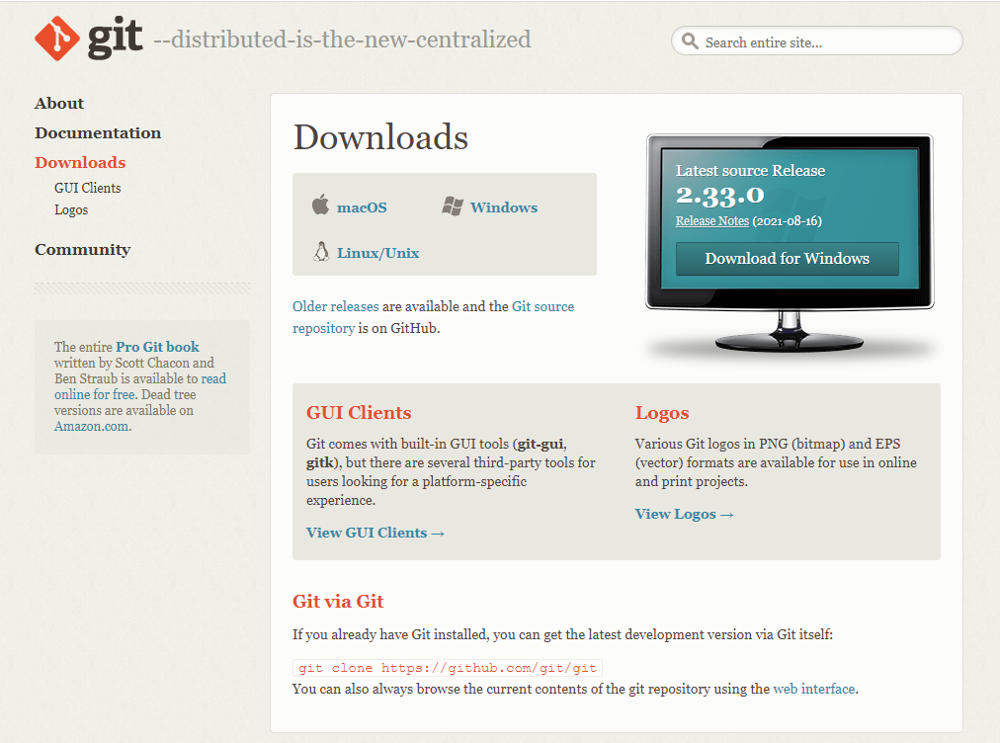 git --distributed-is-the-new-centralized
Search entire site...
About
Documentation
Downloads
GUI Clients
Logos
Community
The entire Pro Git book
written by Scott Chacon and
Ben Straub is available to read
online for free. Dead tree
versions are available on
Amazon.com.
Downloads
macOS
Windows
Linux/Unix
Older releases are available and the Git source
repository is on GitHub.
Latest source Release
2.33.0
Release Notes (2021-08-16)
Download for Windows
GUI Clients
Git comes with built-in GUI tools (git-gui,
gitk), but there are several third-party tools for
users looking for a platform-specific
experience.
View GUI Clients →
Logos
Various Git logos in PNG (bitmap) and EPS
(vector) formats are available for use in online
and print projects.
View Logos →
Git via Git
If you already have Git installed, you can get the latest development version via Git itself:
git clone https://github.com/git/git
You can also always browse the current contents of the git repository using the web interface.